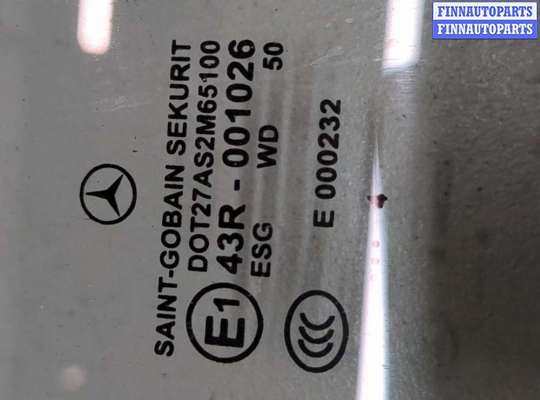 FINNAUTOPARTS
FINNAUTOPARTS
SAINT-GOBAIN SEKURIT
DOT27AS2M65100
E1 43R - 001026
ESG WD 50
E 000232
CCC